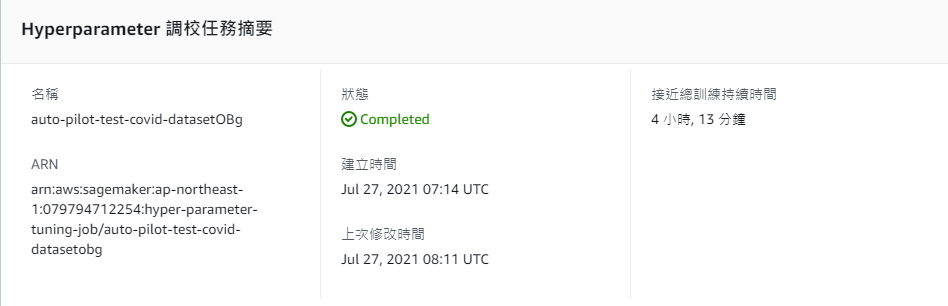 Hyperparameter 調校任務摘要
名稱
auto-pilot-test-covid-datasetOBg
ARN
arn:aws:sagemaker:ap-northeast-
1:079794712254:hyper-parameter-
tuning-job/auto-pilot-test-covid-
datasetobg
狀態
Completed
建立時間
Jul 27, 2021 07:14 UTC
上次修改時間
Jul 27, 2021 08:11 UTC
接近總訓練持續時間
4 小時, 13 分鐘